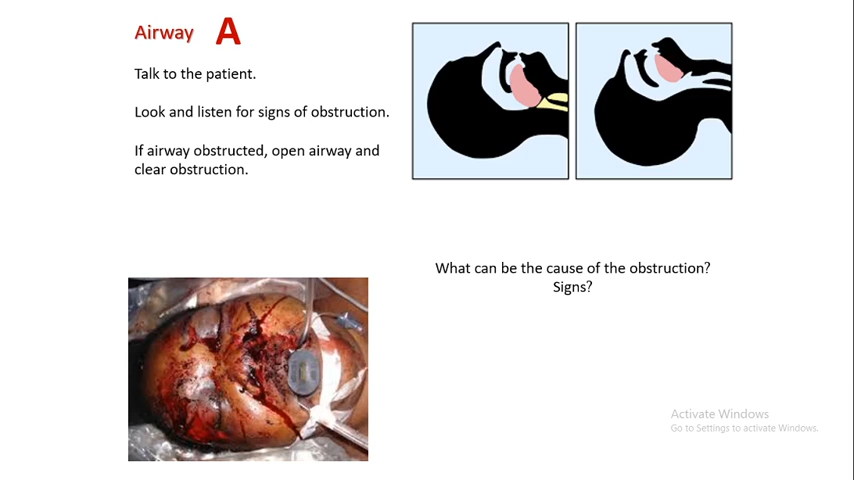 Airway A
Talk to the patient.
Look and listen for signs of obstruction.
If airway obstructed, open airway and
clear obstruction.
What can be the cause of the obstruction?
Signs?
Activate Windows
Go to Settings to activate Windows.